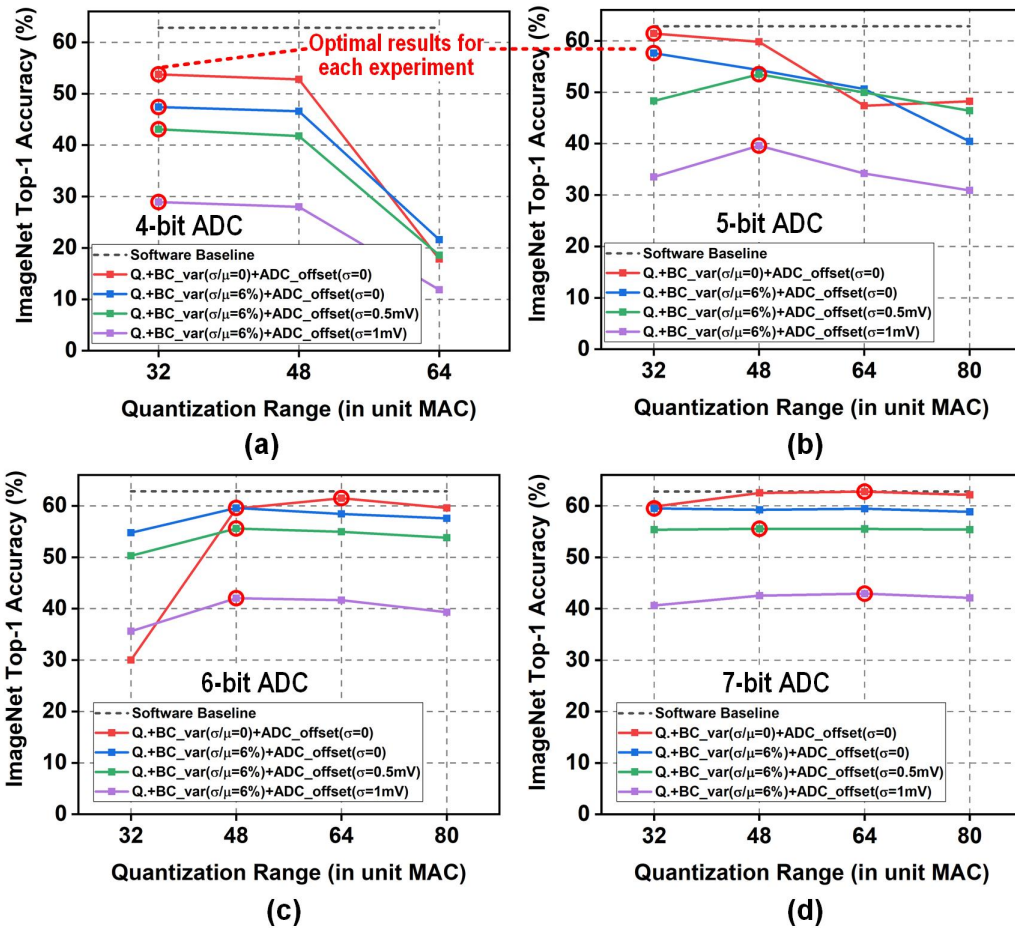 ImageNet Top-1 Accuracy (%)
60
50
40
30
20
10
0
Optimal results for
each experiment
4-bit ADC
Software Baseline
Q.+BC_var(σ/μ=0)+ADC_offset(σ=0)
Q.+BC_var(σ/μ=6%)+ADC_offset(σ=0)
Q.+BC_var(σ/μ=6%)+ADC_offset(σ=0.5mV)
Q.+BC_var(σ/μ=6%)+ADC_offset(σ=1mV)
32 48 64
Quantization Range (in unit MAC)
(a)
ImageNet Top-1 Accuracy (%)
60
50
40
30
20
10
0
5-bit ADC
Software Baseline
Q.+BC_var(σ/μ=0)+ADC_offset(σ=0)
Q.+BC_var(σ/μ=6%)+ADC_offset(σ=0)
Q.+BC_var(σ/μ=6%)+ADC_offset(σ=0.5mV)
Q.+BC_var(σ/μ=6%)+ADC_offset(σ=1mV)
32 48 64 80
Quantization Range (in unit MAC)
(b)
ImageNet Top-1 Accuracy (%)
60
50
40
30
20
10
0
6-bit ADC
Software Baseline
Q.+BC_var(σ/μ=0)+ADC_offset(σ=0)
Q.+BC_var(σ/μ=6%)+ADC_offset(σ=0)
Q.+BC_var(σ/μ=6%)+ADC_offset(σ=0.5mV)
Q.+BC_var(σ/μ=6%)+ADC_offset(σ=1mV)
32 48 64 80
Quantization Range (in unit MAC)
(c)
ImageNet Top-1 Accuracy (%)
60
50
40
30
20
10
0
7-bit ADC
Software Baseline
Q.+BC_var(σ/μ=0)+ADC_offset(σ=0)
Q.+BC_var(σ/μ=6%)+ADC_offset(σ=0)
Q.+BC_var(σ/μ=6%)+ADC_offset(σ=0.5mV)
Q.+BC_var(σ/μ=6%)+ADC_offset(σ=1mV)
32 48 64 80
Quantization Range (in unit MAC)
(d)